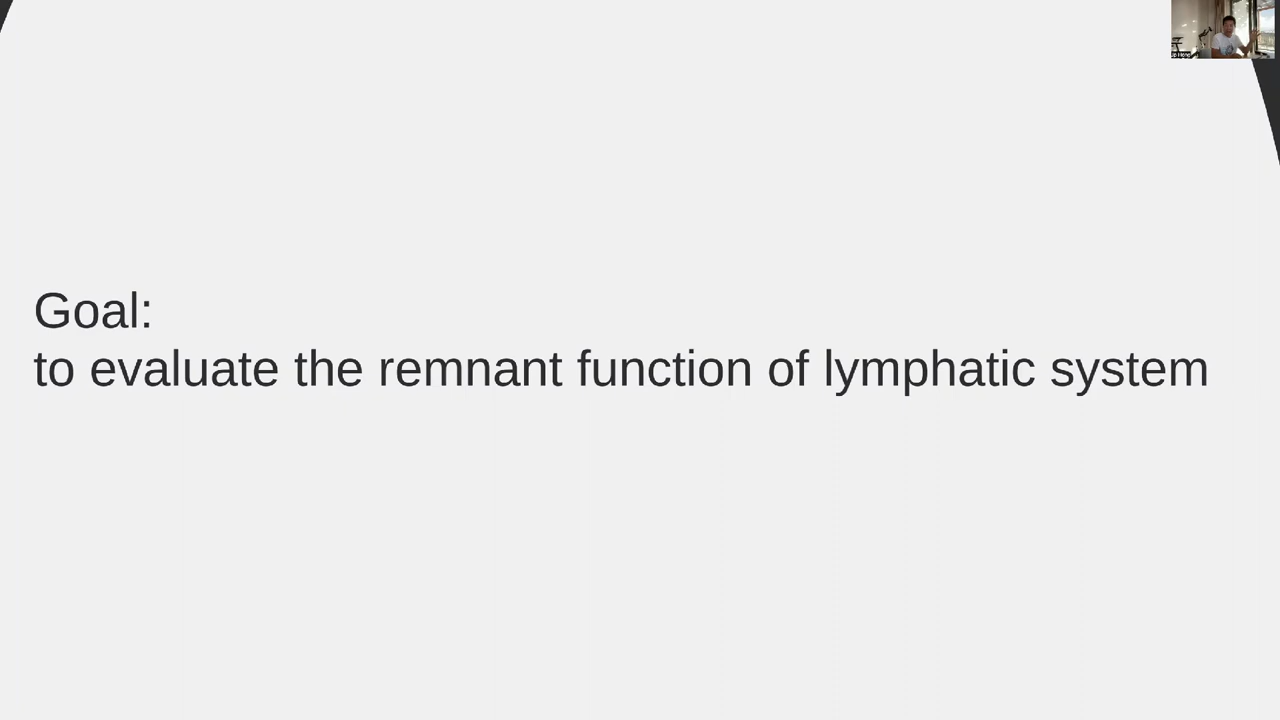 Goal:
to evaluate the remnant function of lymphatic system